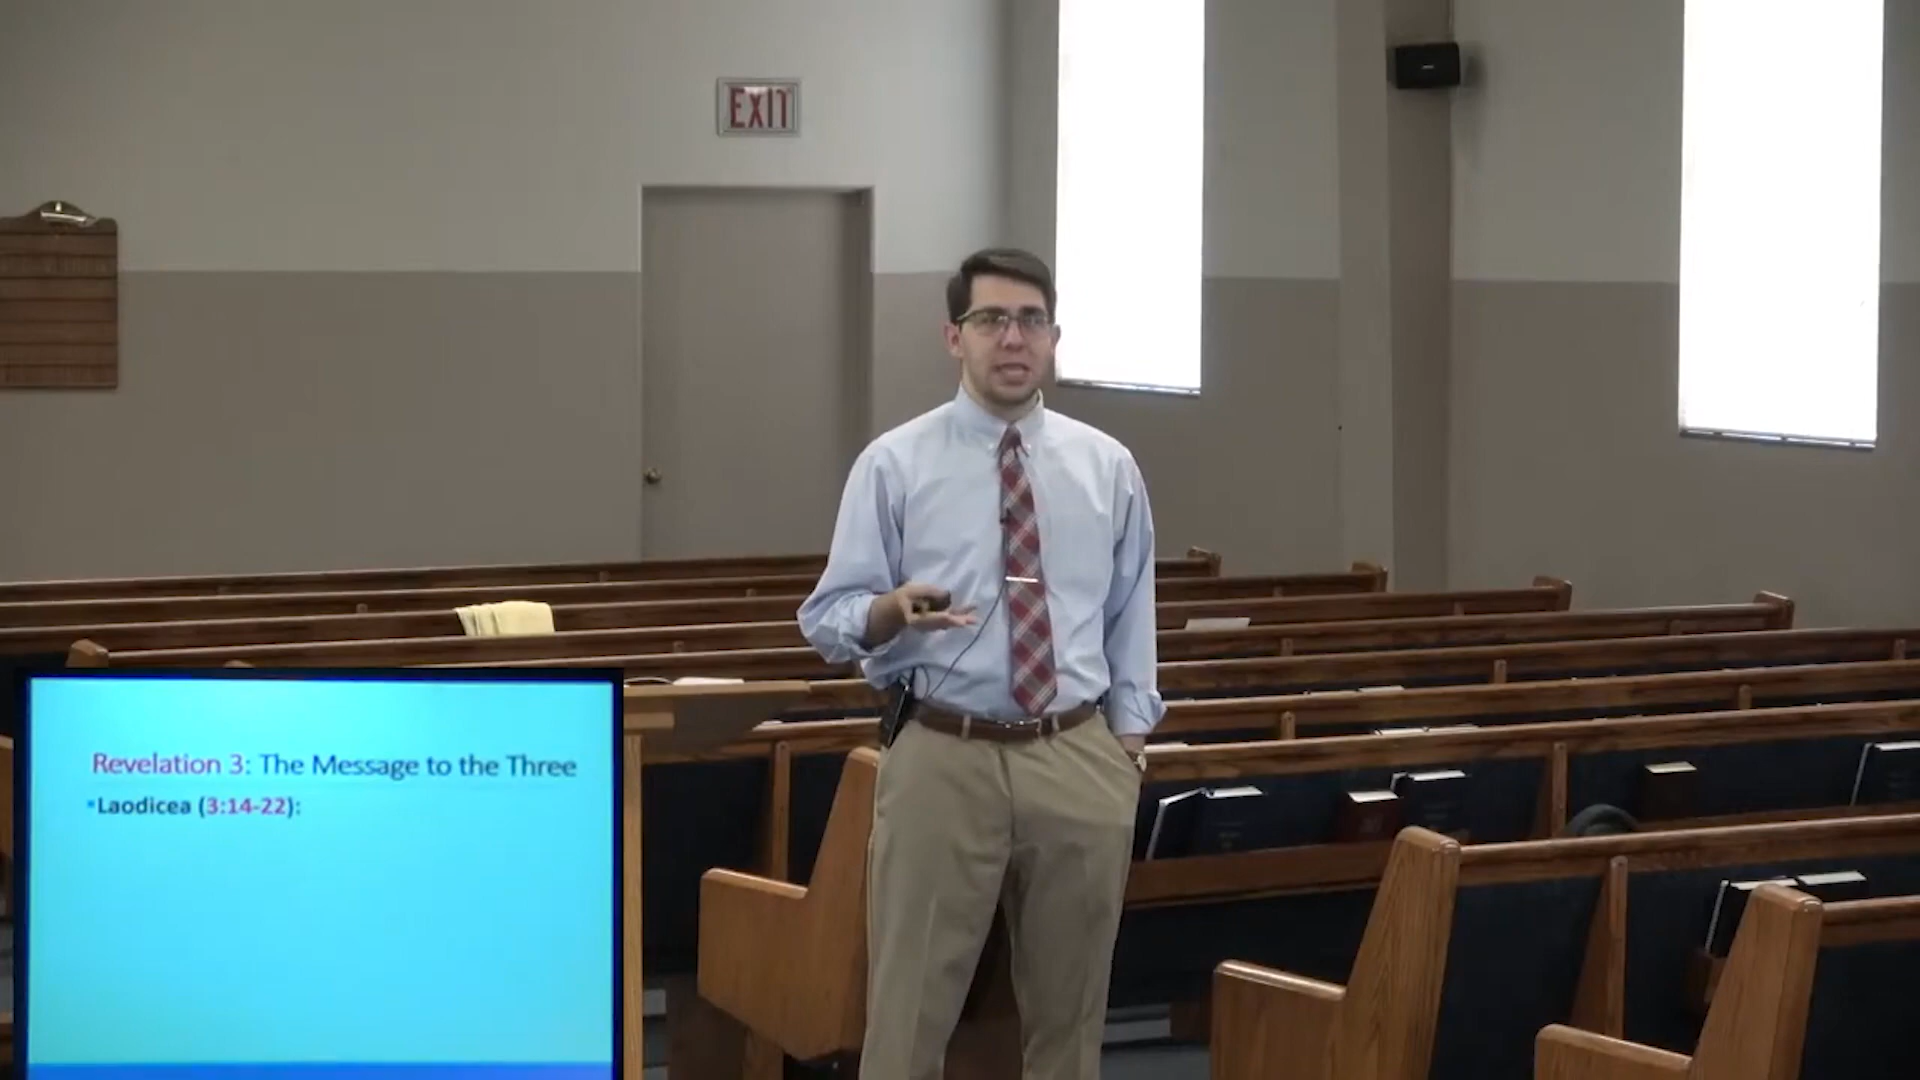 EXIT
Revelation 3: The Message to the Three
▪Laodicea (3:14-22):